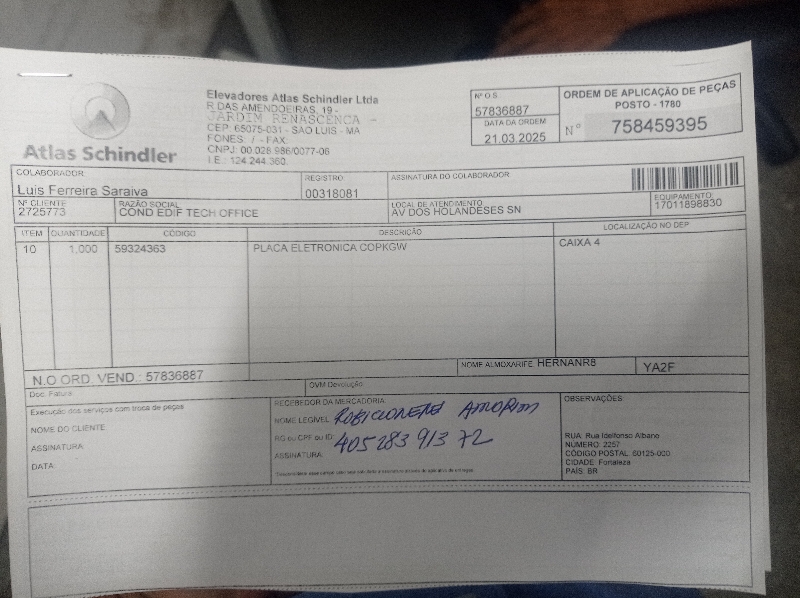 Atlas Schindler
Elevadores Atlas Schindler Ltda
R DAS AMENDOEIRAS, 19 -
JARDIM RENASCENCA -
CEP: 65075-031 - SAO LUIS - MA
FONES: / - FAX:
CNPJ: 00.028.986/0077-06
I.E.: 124.244.360
Nº O.S.
57836887
DATA DA ORDEM
21.03.2025
ORDEM DE APLICAÇÃO DE PEÇAS
POSTO - 1780
Nº 758459395
COLABORADOR:
Luis Ferreira Saraiva
REGISTRO:
00318081
ASSINATURA DO COLABORADOR:
Nº CLIENTE
2725773
RAZÃO SOCIAL
COND EDIF TECH OFFICE
LOCAL DE ATENDIMENTO
AV DOS HOLANDESES SN
EQUIPAMENTO:
17011898830
ITEM QUANTIDADE CÓDIGO DESCRIÇÃO LOCALIZAÇÃO NO DEP
10 1,000 59324363 PLACA ELETRONICA COPKGW CAIXA 4
N.O ORD. VEND.: 57836887
NOME ALMOXARIFE: HERNANR8
YA2F
Doc. Fatura:
OVM Devolução:
Execução dos serviços com troca de peças
NOME DO CLIENTE:
ASSINATURA:
DATA:
RECEBEDOR DA MERCADORIA:
NOME LEGÍVEL: AMORIM
RG ou CPF ou ID: 405 283 913 72
ASSINATURA:
OBSERVAÇÕES:
RUA: Rua Idelfonso Albano
NÚMERO: 2257
CÓDIGO POSTAL: 60125-000
CIDADE: Fortaleza
PAÍS: BR